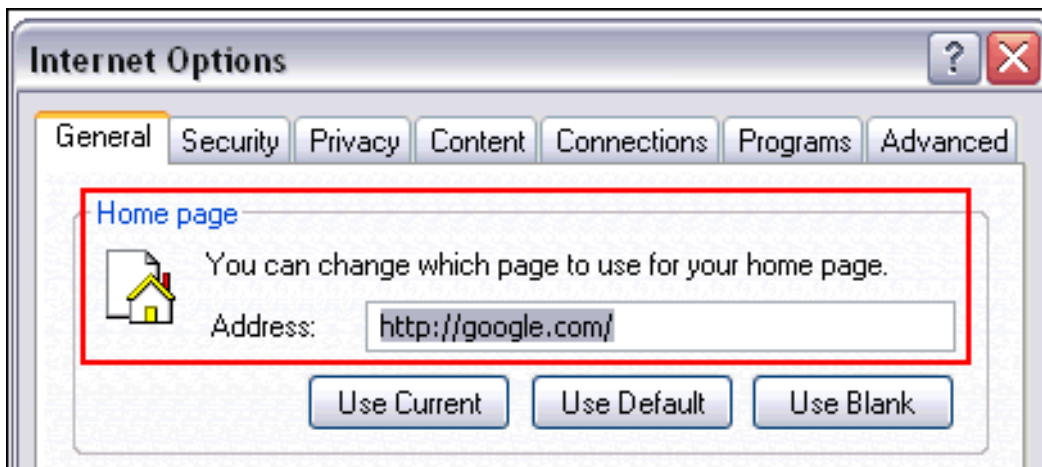 Internet Options
?
General Security Privacy Content Connections Programs Advanced
Home page
You can change which page to use for your home page.
Address: http://google.com/
Use Current Use Default Use Blank